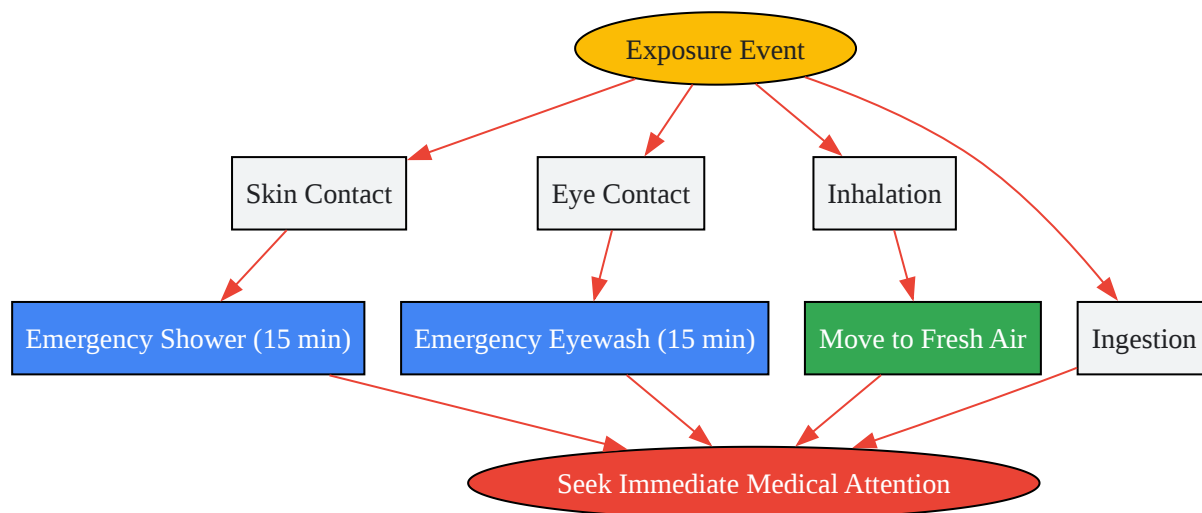 Exposure Event
Skin Contact
Eye Contact
Inhalation
Emergency Shower (15 min)
Emergency Eyewash (15 min)
Move to Fresh Air
Ingestion
Seek Immediate Medical Attention